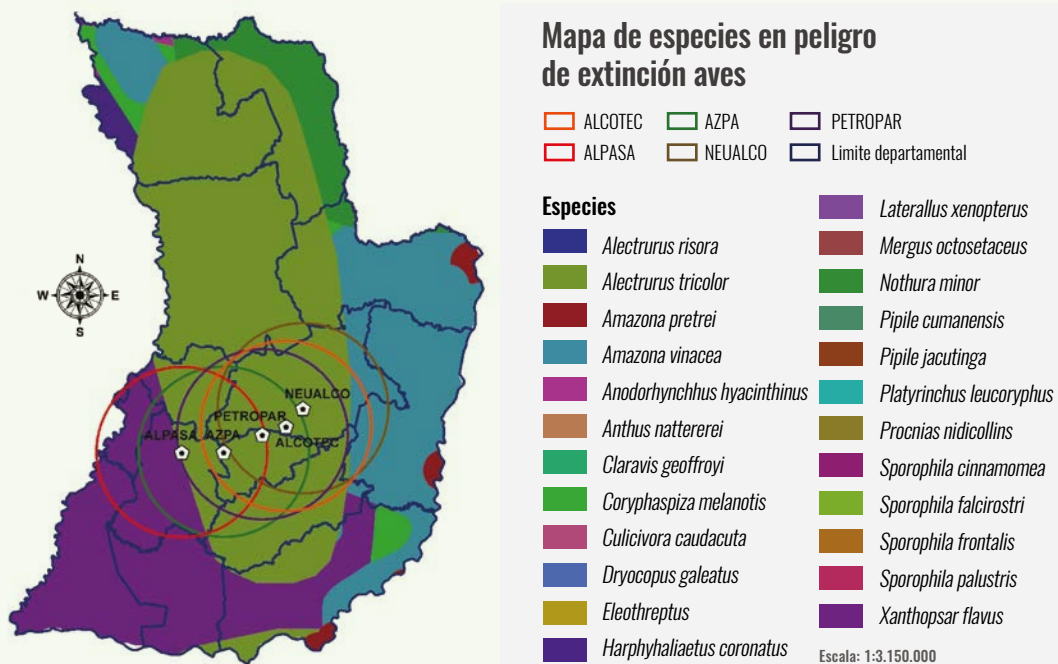 Mapa de especies en peligro
de extinción aves
ALCOTEC
AZPA
PETROPAR
ALPASA
NEUALCO
Limite departamental
Especies
Alectrurus risora
Alectrurus tricolor
Amazona pretrei
Amazona vinacea
Anodorhynchhus hyacinthinus
Anthus nattererei
Claravis geoffroyi
Coryphaspiza melanotis
Culicivora caudacuta
Dryocopus galeatus
Eleothreptus
Harphyhaliaetus coronatus
Laterallus xenopterus
Mergus octosetaceus
Nothura minor
Pipile cumanensis
Pipile jacutinga
Platyrinchus leucoryphus
Procnias nidicollins
Sporophila cinnamomea
Sporophila falcirostri
Sporophila frontalis
Sporophila palustris
Xanthopsar flavus
Escala: 1:3.150.000
N
W E
S
NEUALCO
PETROPAR
ALPASA AZPA
ALCOTEC